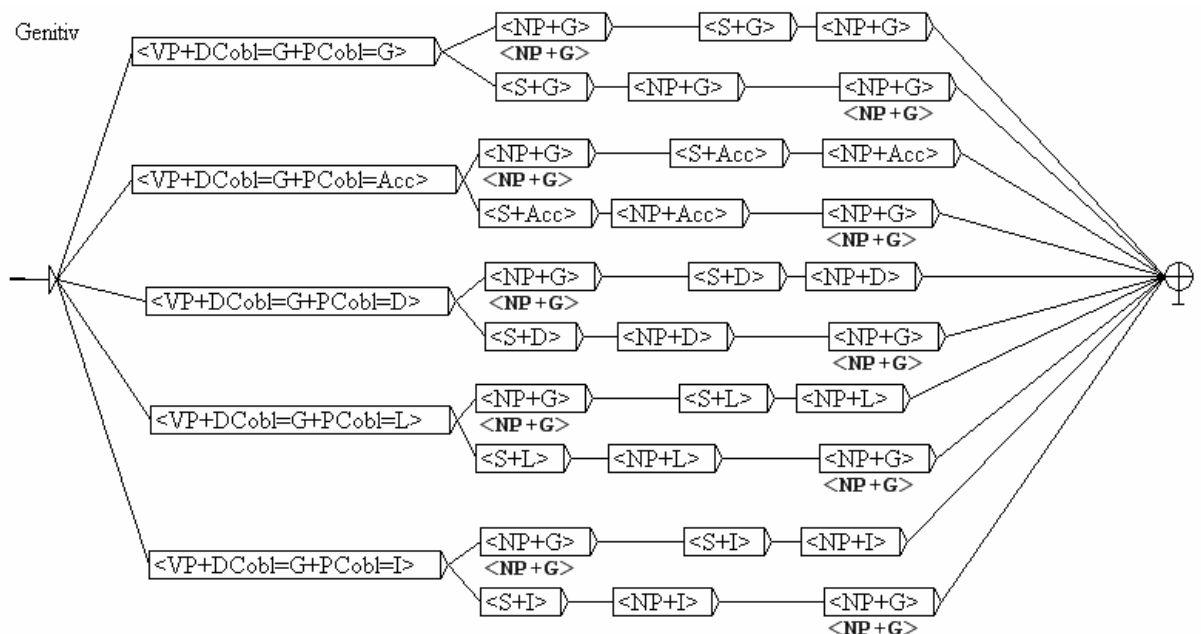 Genitiv
<VP+DCobl=G+PCobl=G>
<NP+G> <S+G> <NP+G>
<NP+G>
<S+G> <NP+G> <NP+G>
<NP+G>
<VP+DCobl=G+PCobl=Acc>
<NP+G> <S+Acc> <NP+Acc>
<NP+G>
<S+Acc> <NP+Acc> <NP+G>
<NP+G>
<VP+DCobl=G+PCobl=D>
<NP+G> <S+D> <NP+D>
<NP+G>
<S+D> <NP+D> <NP+G>
<NP+G>
<VP+DCobl=G+PCobl=L>
<NP+G> <S+L> <NP+L>
<NP+G>
<S+L> <NP+L> <NP+G>
<NP+G>
<VP+DCobl=G+PCobl=I>
<NP+G> <S+I> <NP+I>
<NP+G>
<S+I> <NP+I> <NP+G>
<NP+G>